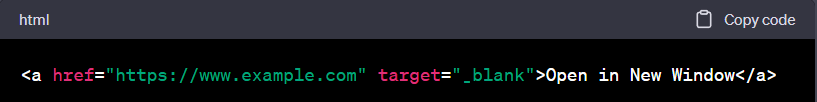 html
Copy code
<a href="https://www.example.com" target="_blank">Open in New Window</a>